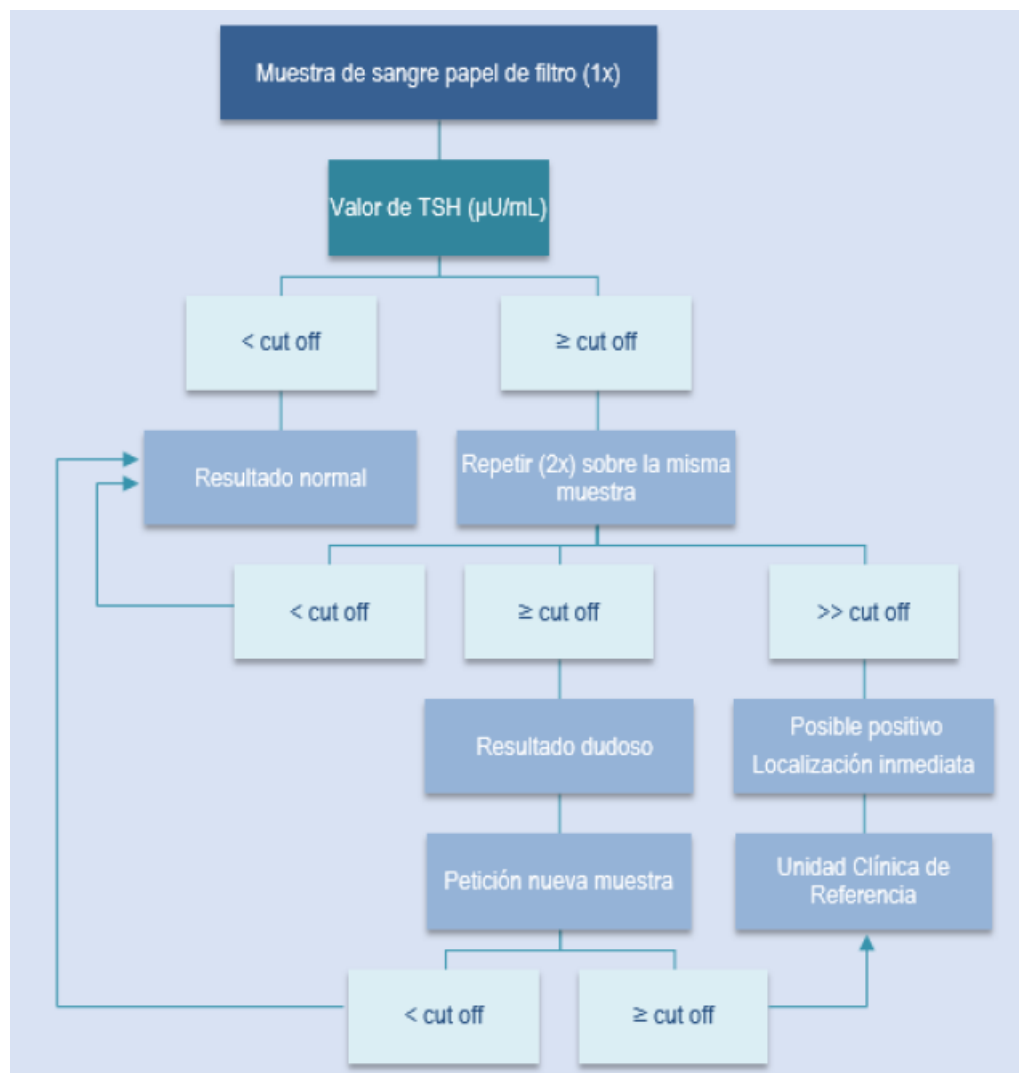 Muestra de sangre papel de filtro (1x)
Valor de TSH (µU/mL)
< cut off
≥ cut off
Resultado normal
Repetir (2x) sobre la misma
muestra
< cut off
≥ cut off
>> cut off
Resultado dudoso
Posible positivo
Localización inmediata
Petición nueva muestra
Unidad Clínica de
Referencia
< cut off
≥ cut off